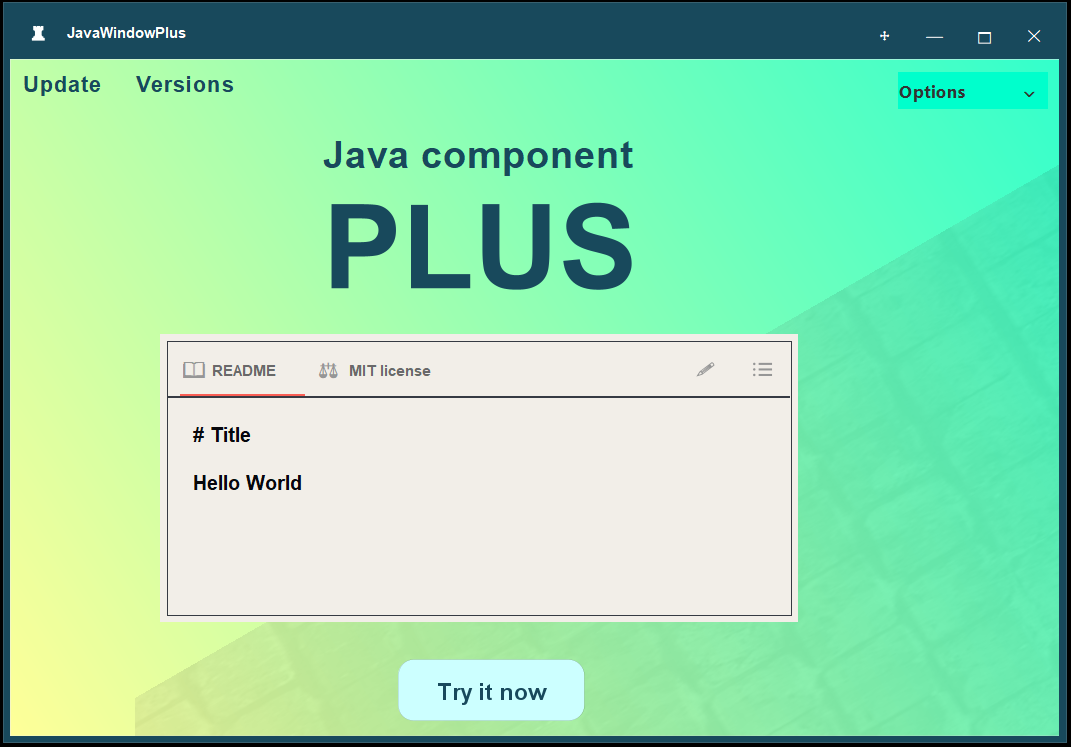 JavaWindowPlus
Update Versions Options
Java component
PLUS
README MIT license
# Title
Hello World
Try it now